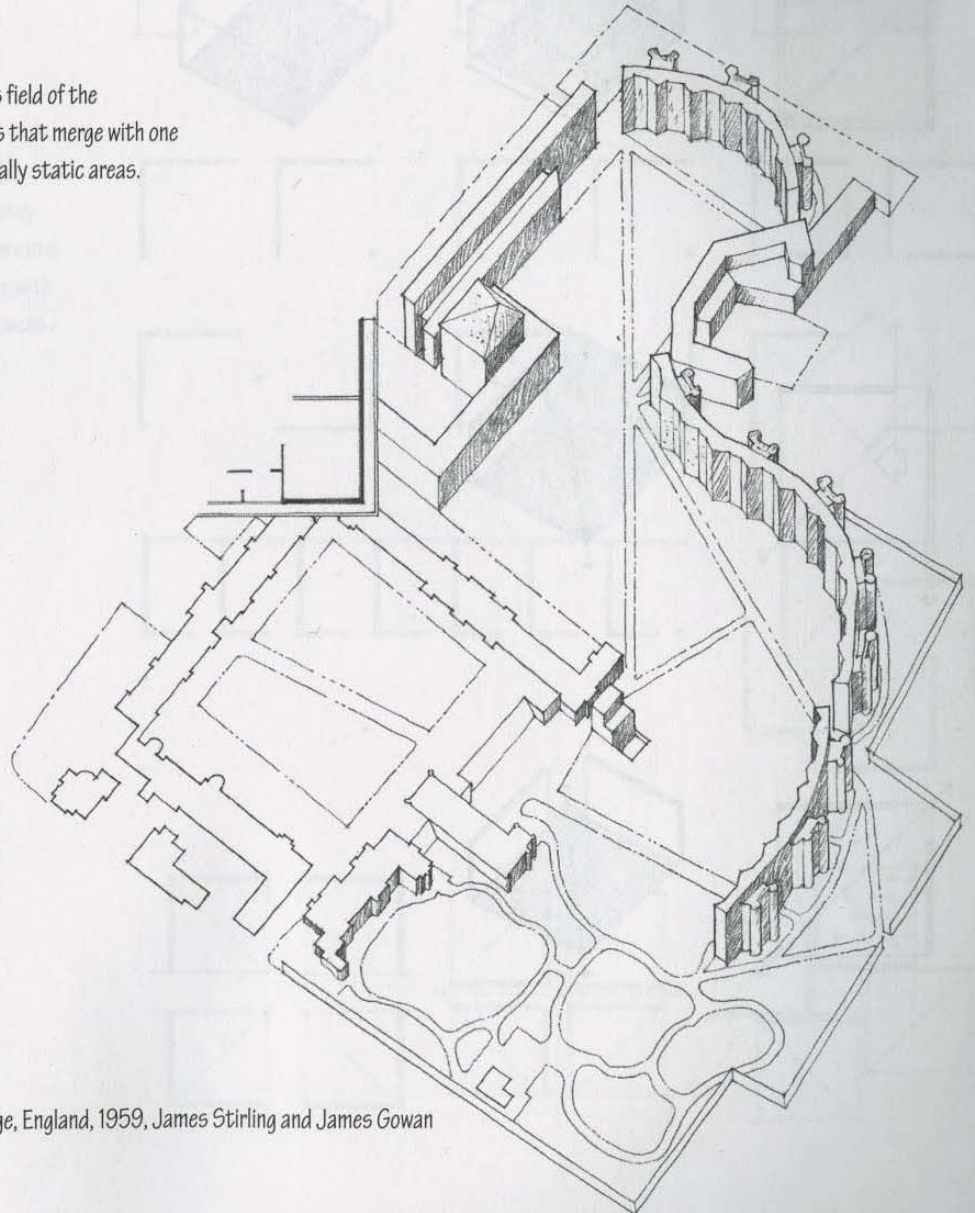 s field of the
s that merge with one
ally static areas.
ge, England, 1959, James Stirling and James Gowan